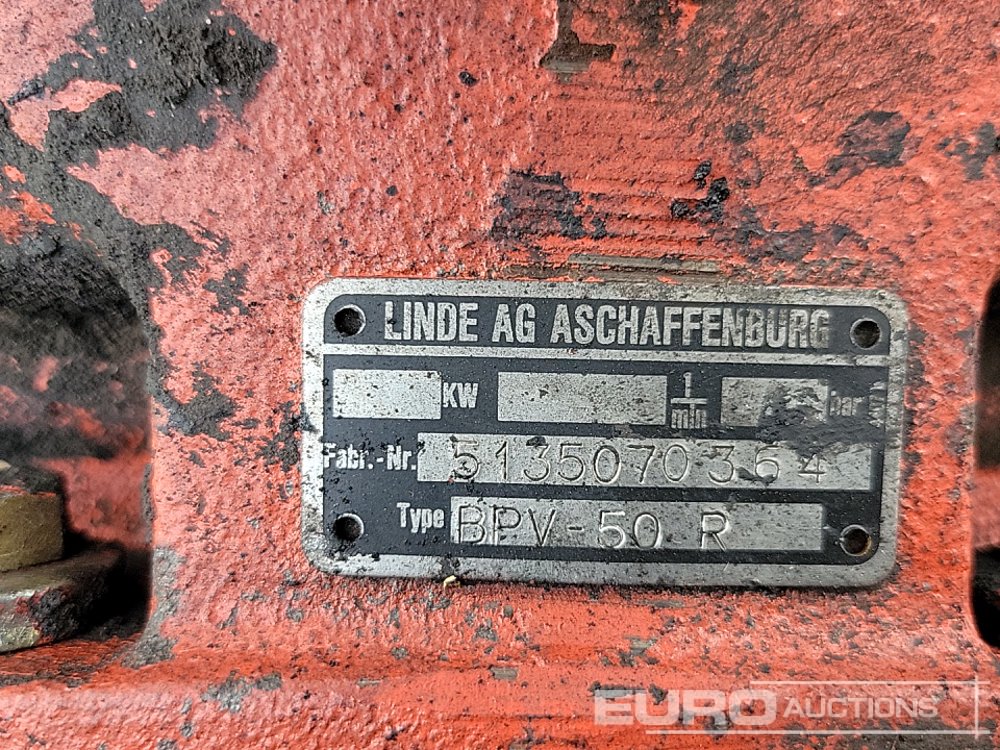 LINDE AG ASCHAFFENBURG
KW 1/min bar
Fabr.-Nr. 5135070364
Type BPV-50 R
EURO AUCTIONS